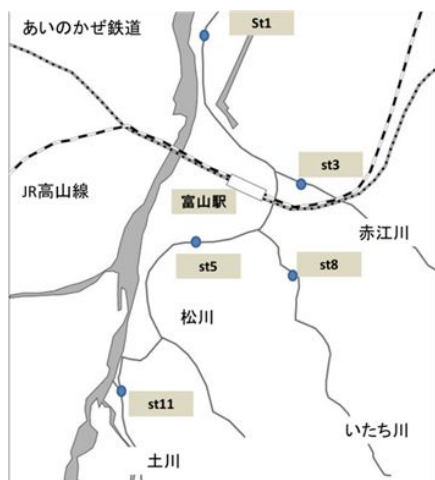 あいのかぜ鉄道
St1
st3
JR高山線
富山駅
赤江川
st5
st8
松川
st11
いたち川
土川